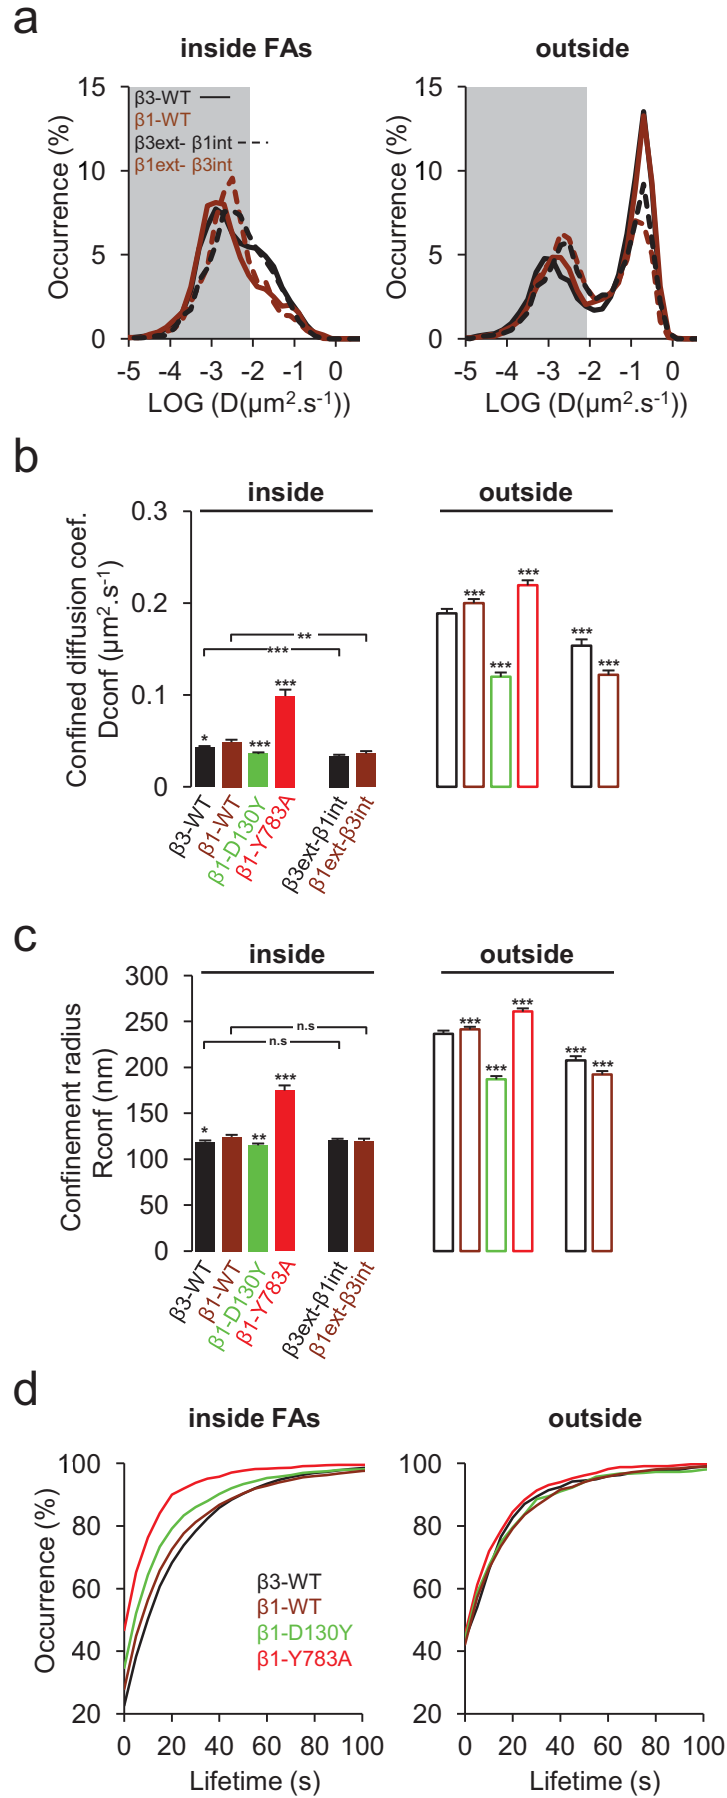 a
inside FAs
outside
Occurrence (%)
15
10
5
0
β3-WT
β1-WT
β3ext- β1int
β1ext- β3int
-5 -4 -3 -2 -1 0
LOG (D(µm².s⁻¹))
Occurrence (%)
15
10
5
0
-5 -4 -3 -2 -1 0
LOG (D(µm².s⁻¹))
b
inside
outside
Confined diffusion coef.
Dconf (µm².s⁻¹)
0.3
0.2
0.1
0
**
***
*
***
***
***
***
***
***
***
β3-WT
β1-WT
β1-D130Y
β1-Y783A
β3ext-β1int
β1ext-β3int
c
inside
outside
Confinement radius
Rconf (nm)
300
250
200
150
100
50
0
n.s
n.s
*
**
***
***
***
***
***
***
β3-WT
β1-WT
β1-D130Y
β1-Y783A
β3ext-β1int
β1ext-β3int
d
inside FAs
outside
Occurrence (%)
100
80
60
40
20
β3-WT
β1-WT
β1-D130Y
β1-Y783A
0 20 40 60 80 100
Lifetime (s)
Occurrence (%)
100
80
60
40
20
0 20 40 60 80 100
Lifetime (s)